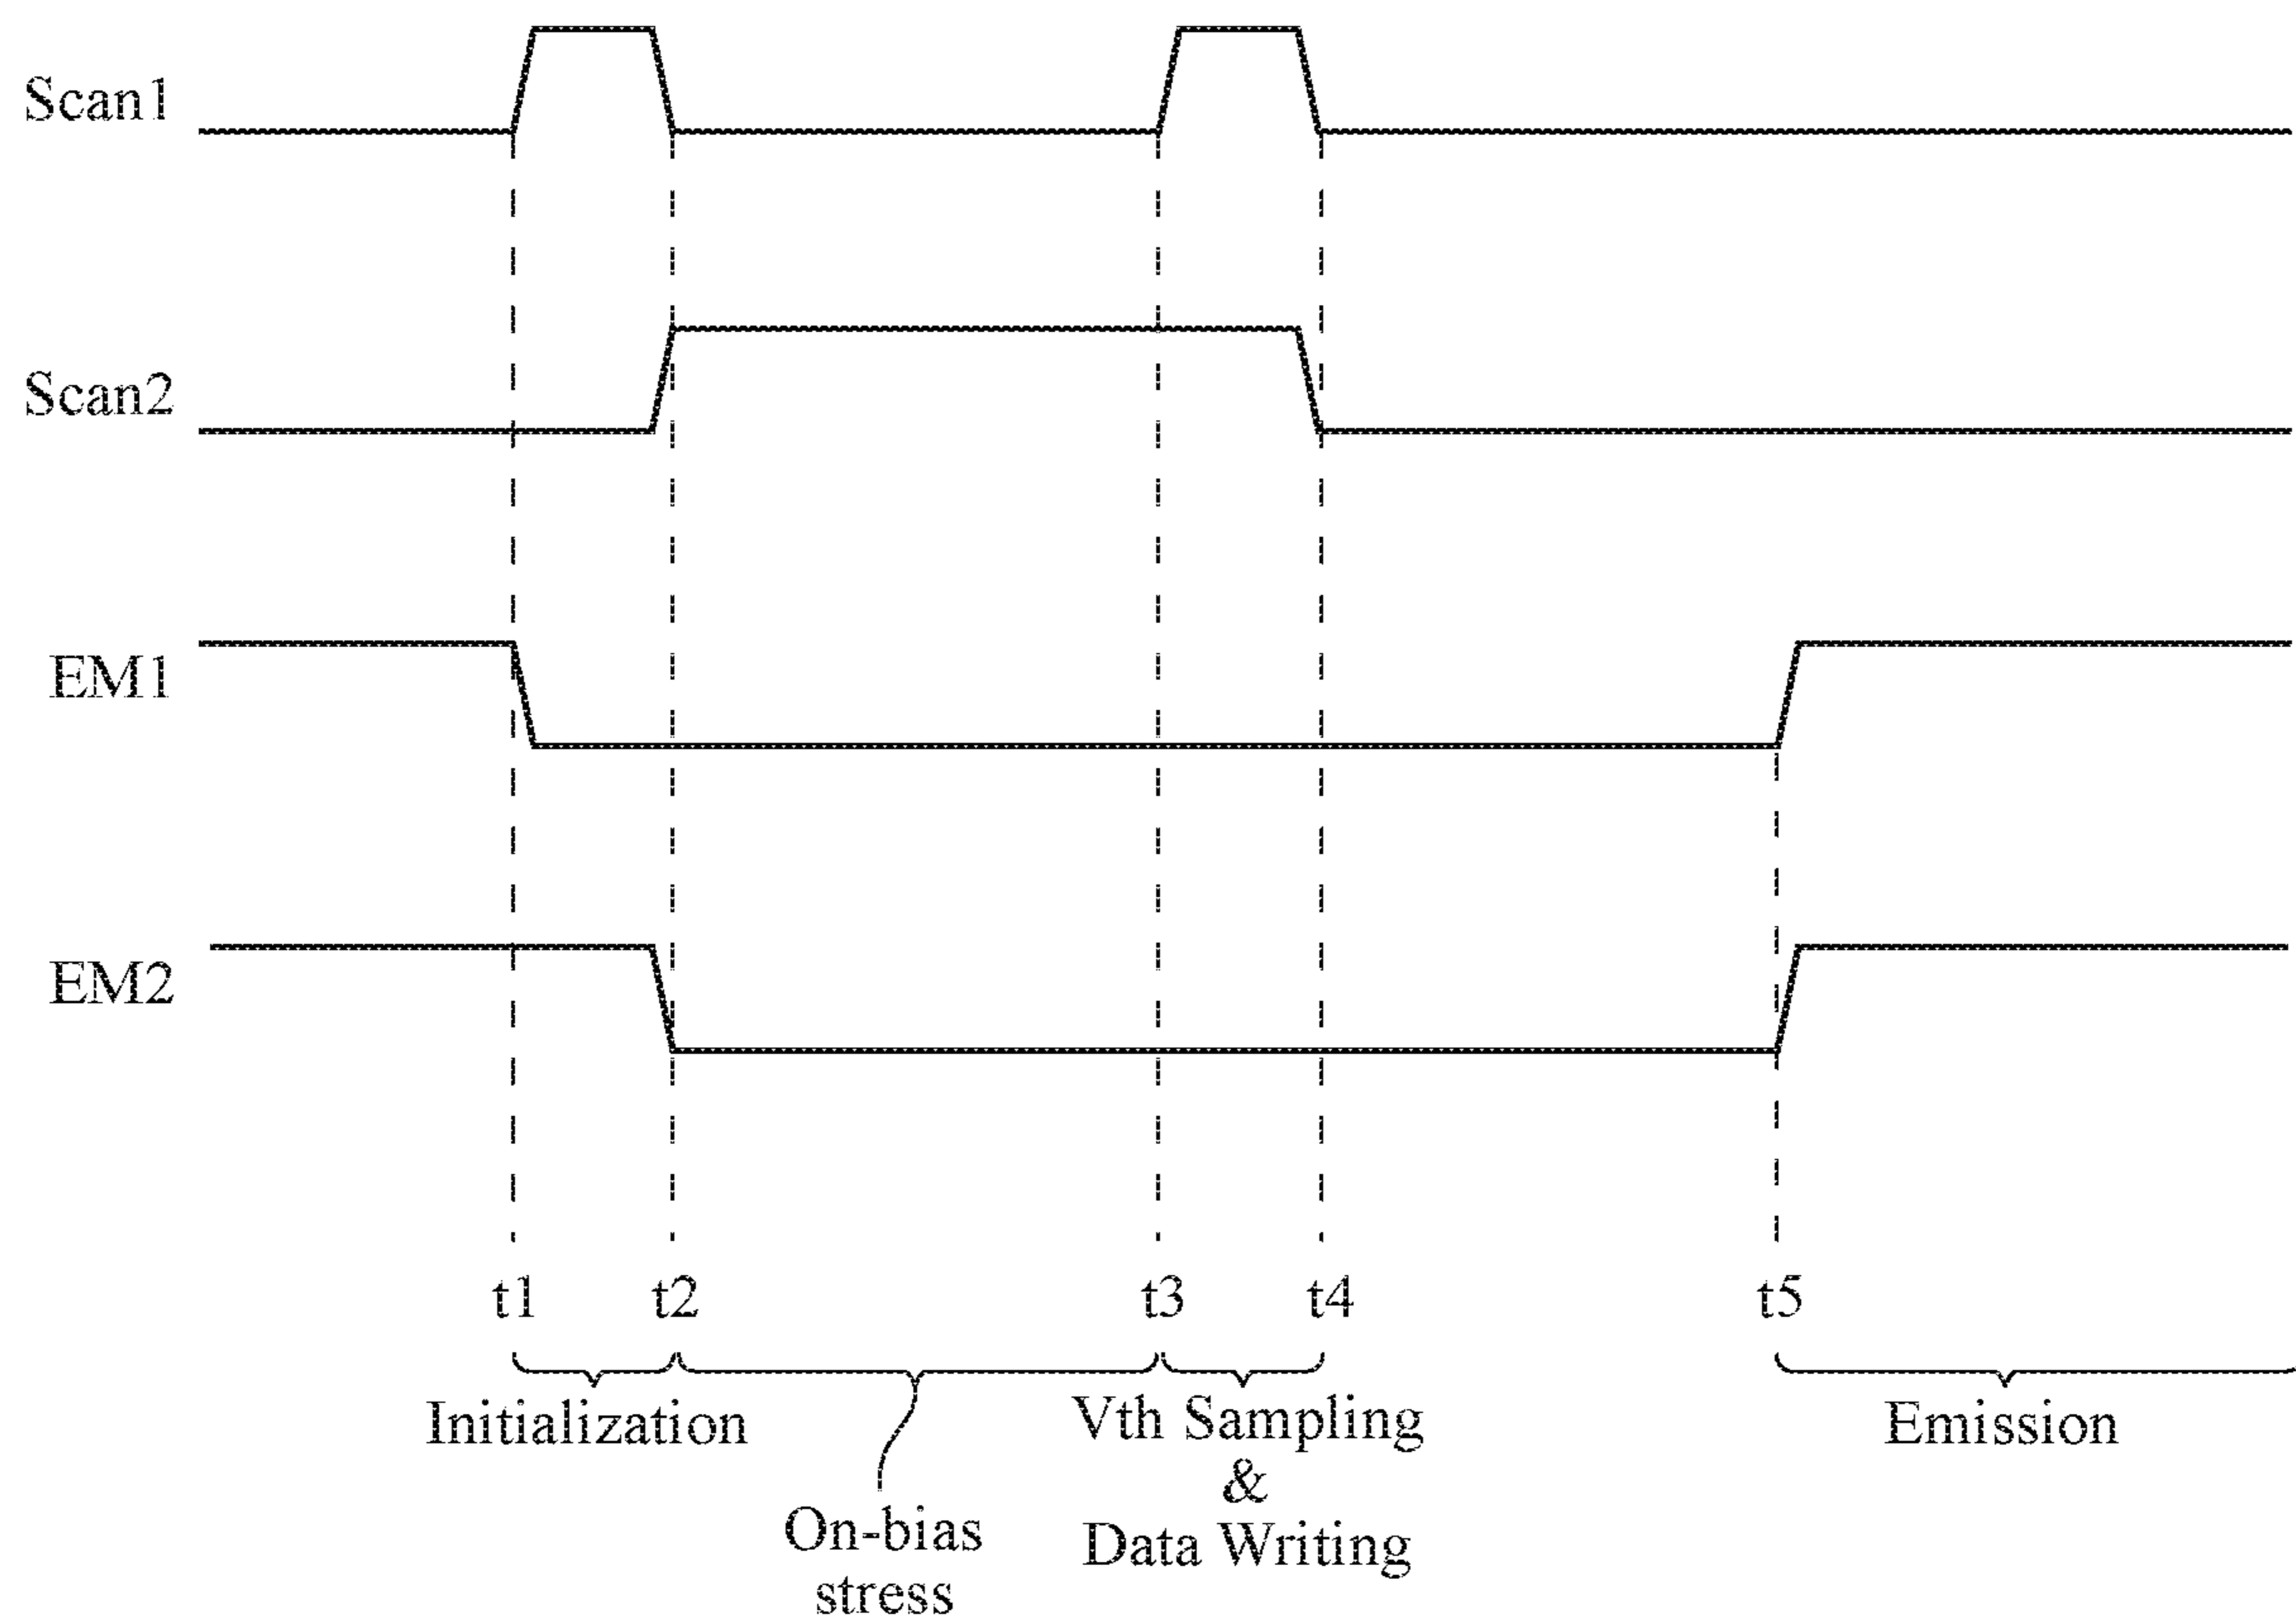 Scan1
Scan2
EM1
EM2
t1 t2 t3 t4 t5
Initialization
On-bias
stress
Vth Sampling
&
Data Writing
Emission